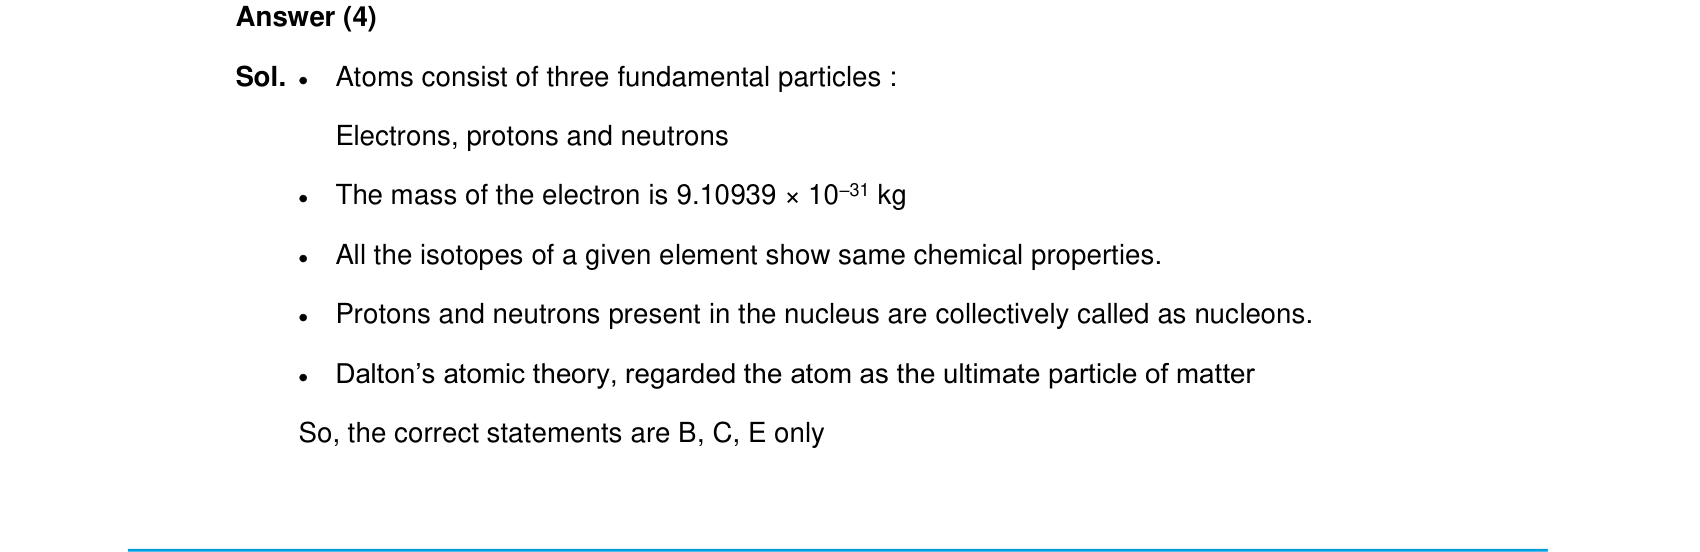 Answer (4)
Sol. • Atoms consist of three fundamental particles :
Electrons, protons and neutrons
• The mass of the electron is 9.10939 × 10⁻³¹ kg
• All the isotopes of a given element show same chemical properties.
• Protons and neutrons present in the nucleus are collectively called as nucleons.
• Dalton’s atomic theory, regarded the atom as the ultimate particle of matter
So, the correct statements are B, C, E only